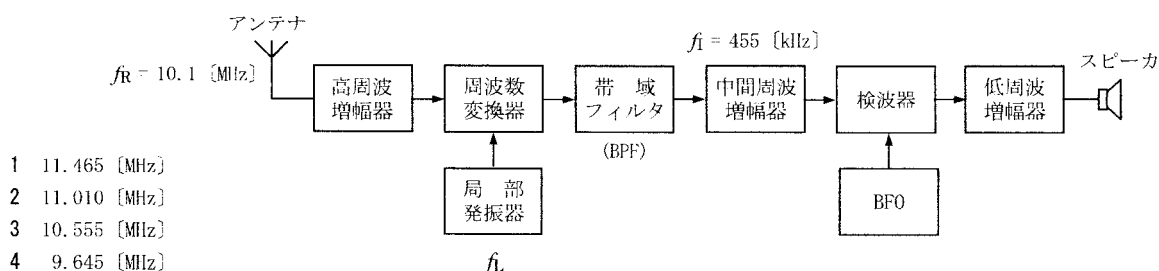 アンテナ
fR = 10.1 〔MHz〕
高周波
増幅器
周波数
変換器
帯域
フィルタ
(BPF)
fI = 455 〔kHz〕
中間周波
増幅器
検波器
低周波
増幅器
スピーカ
局部
発振器
fL
BFO
1 11.465 〔MHz〕
2 11.010 〔MHz〕
3 10.555 〔MHz〕
4 9.645 〔MHz〕